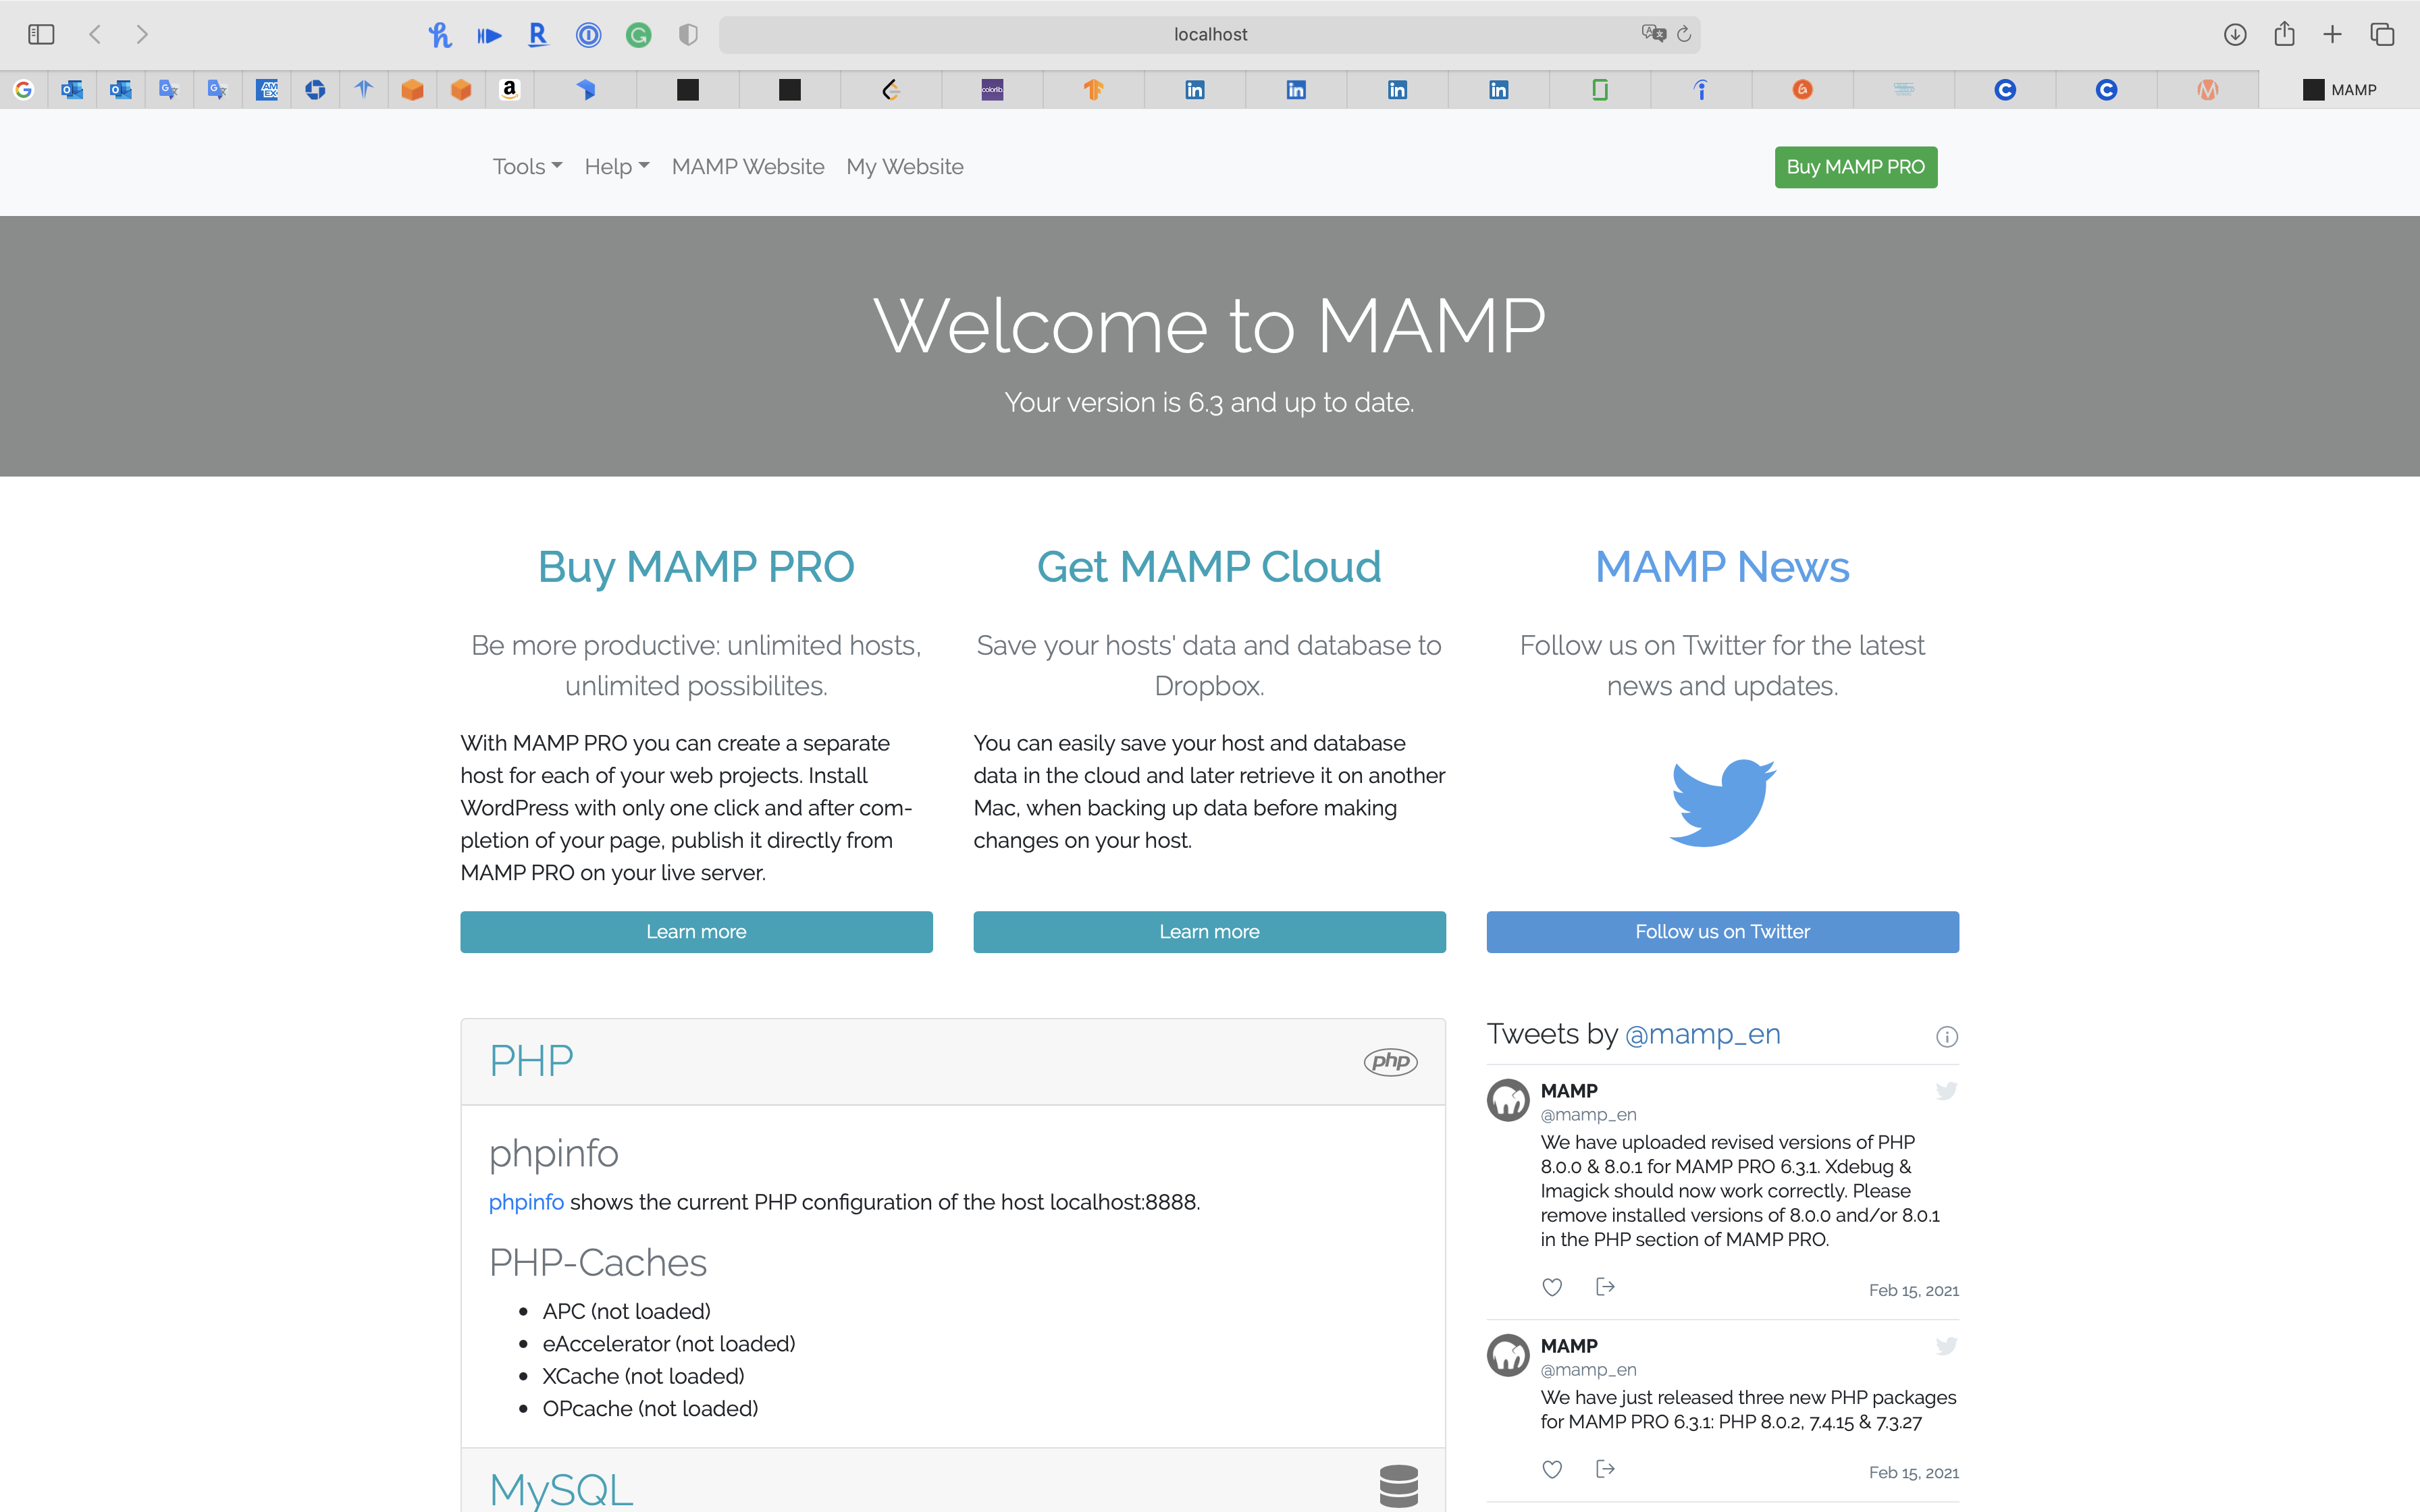 localhost
MAMP
Tools Help MAMP Website My Website
Buy MAMP PRO
Welcome to MAMP
Your version is 6.3 and up to date.
Buy MAMP PRO
Be more productive: unlimited hosts,
unlimited possibilites.
With MAMP PRO you can create a separate
host for each of your web projects. Install
WordPress with only one click and after com-
pletion of your page, publish it directly from
MAMP PRO on your live server.
Learn more
Get MAMP Cloud
Save your hosts' data and database to
Dropbox.
You can easily save your host and database
data in the cloud and later retrieve it on another
Mac, when backing up data before making
changes on your host.
Learn more
MAMP News
Follow us on Twitter for the latest
news and updates.
Follow us on Twitter
PHP
php
phpinfo
phpinfo shows the current PHP configuration of the host localhost:8888.
PHP-Caches
APC (not loaded)
eAccelerator (not loaded)
XCache (not loaded)
OPcache (not loaded)
MySQL
Tweets by @mamp_en
MAMP
@mamp_en
We have uploaded revised versions of PHP
8.0.0 & 8.0.1 for MAMP PRO 6.3.1. Xdebug &
Imagick should now work correctly. Please
remove installed versions of 8.0.0 and/or 8.0.1
in the PHP section of MAMP PRO.
Feb 15, 2021
MAMP
@mamp_en
We have just released three new PHP packages
for MAMP PRO 6.3.1: PHP 8.0.2, 7.4.15 & 7.3.27
Feb 15, 2021